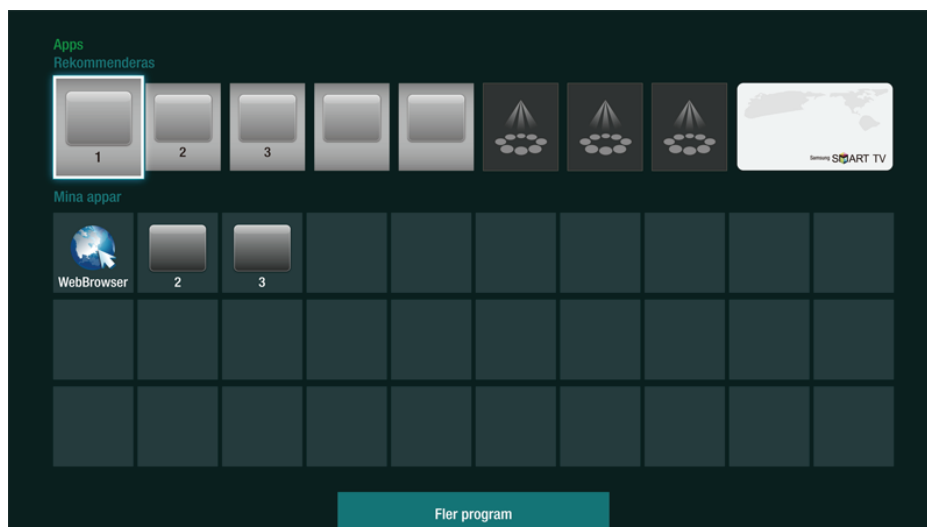 Apps
Rekommenderas
1
2
3
Samsung SMART TV
Mina appar
WebBrowser
2
3
Fler program